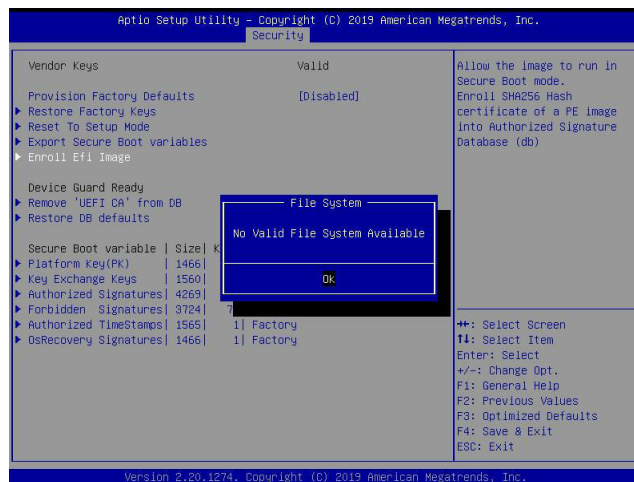 Aptio Setup Utility – Copyright (C) 2019 American Megatrends, Inc.
Security
Vendor Keys Valid
Provision Factory Defaults [Disabled]
Restore Factory Keys
Reset To Setup Mode
Export Secure Boot variables
Enroll Efi Image
Device Guard Ready
Remove 'UEFI CA' from DB
Restore DB defaults
Secure Boot variable | Size| K
Platform Key(PK) | 1466|
Key Exchange Keys | 1560|
Authorized Signatures| 4269|
Forbidden Signatures| 3724| 7
Authorized TimeStamps| 1565| 1| Factory
OsRecovery Signatures| 1466| 1| Factory
File System
No Valid File System Available
Ok
Allow the image to run in
Secure Boot mode.
Enroll SHA256 Hash
certificate of a PE image
into Authorized Signature
Database (db)
→←: Select Screen
↑↓: Select Item
Enter: Select
+/-: Change Opt.
F1: General Help
F2: Previous Values
F3: Optimized Defaults
F4: Save & Exit
ESC: Exit
Version 2.20.1274. Copyright (C) 2019 American Megatrends, Inc.